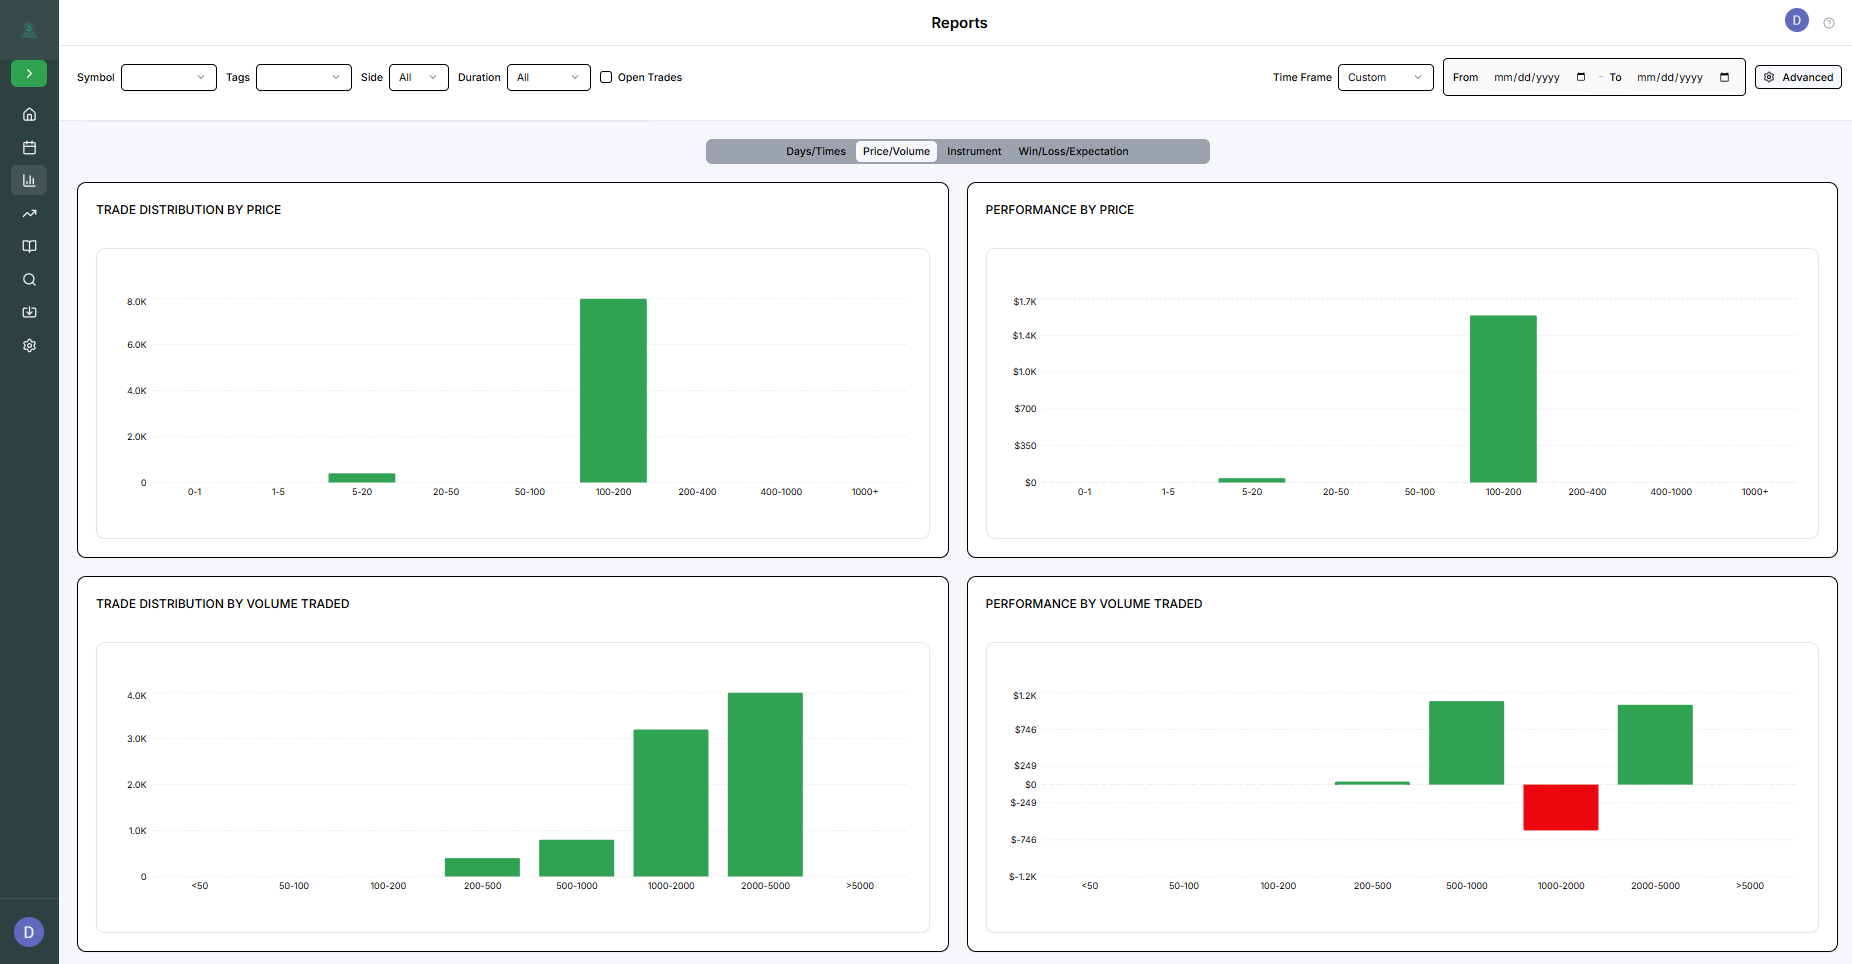 Reports
D
Symbol
Tags
Side All
Duration All
Open Trades
Time Frame Custom
From mm/dd/yyyy - To mm/dd/yyyy
Advanced
Days/Times Price/Volume Instrument Win/Loss/Expectation
TRADE DISTRIBUTION BY PRICE
8.0K
6.0K
4.0K
2.0K
0
0-1 1-5 5-20 20-50 50-100 100-200 200-400 400-1000 1000+
PERFORMANCE BY PRICE
$1.7K
$1.4K
$1.0K
$700
$350
$0
0-1 1-5 5-20 20-50 50-100 100-200 200-400 400-1000 1000+
TRADE DISTRIBUTION BY VOLUME TRADED
4.0K
3.0K
2.0K
1.0K
0
<50 50-100 100-200 200-500 500-1000 1000-2000 2000-5000 >5000
PERFORMANCE BY VOLUME TRADED
$1.2K
$746
$249
$0
$-249
$-746
$-1.2K
<50 50-100 100-200 200-500 500-1000 1000-2000 2000-5000 >5000
D